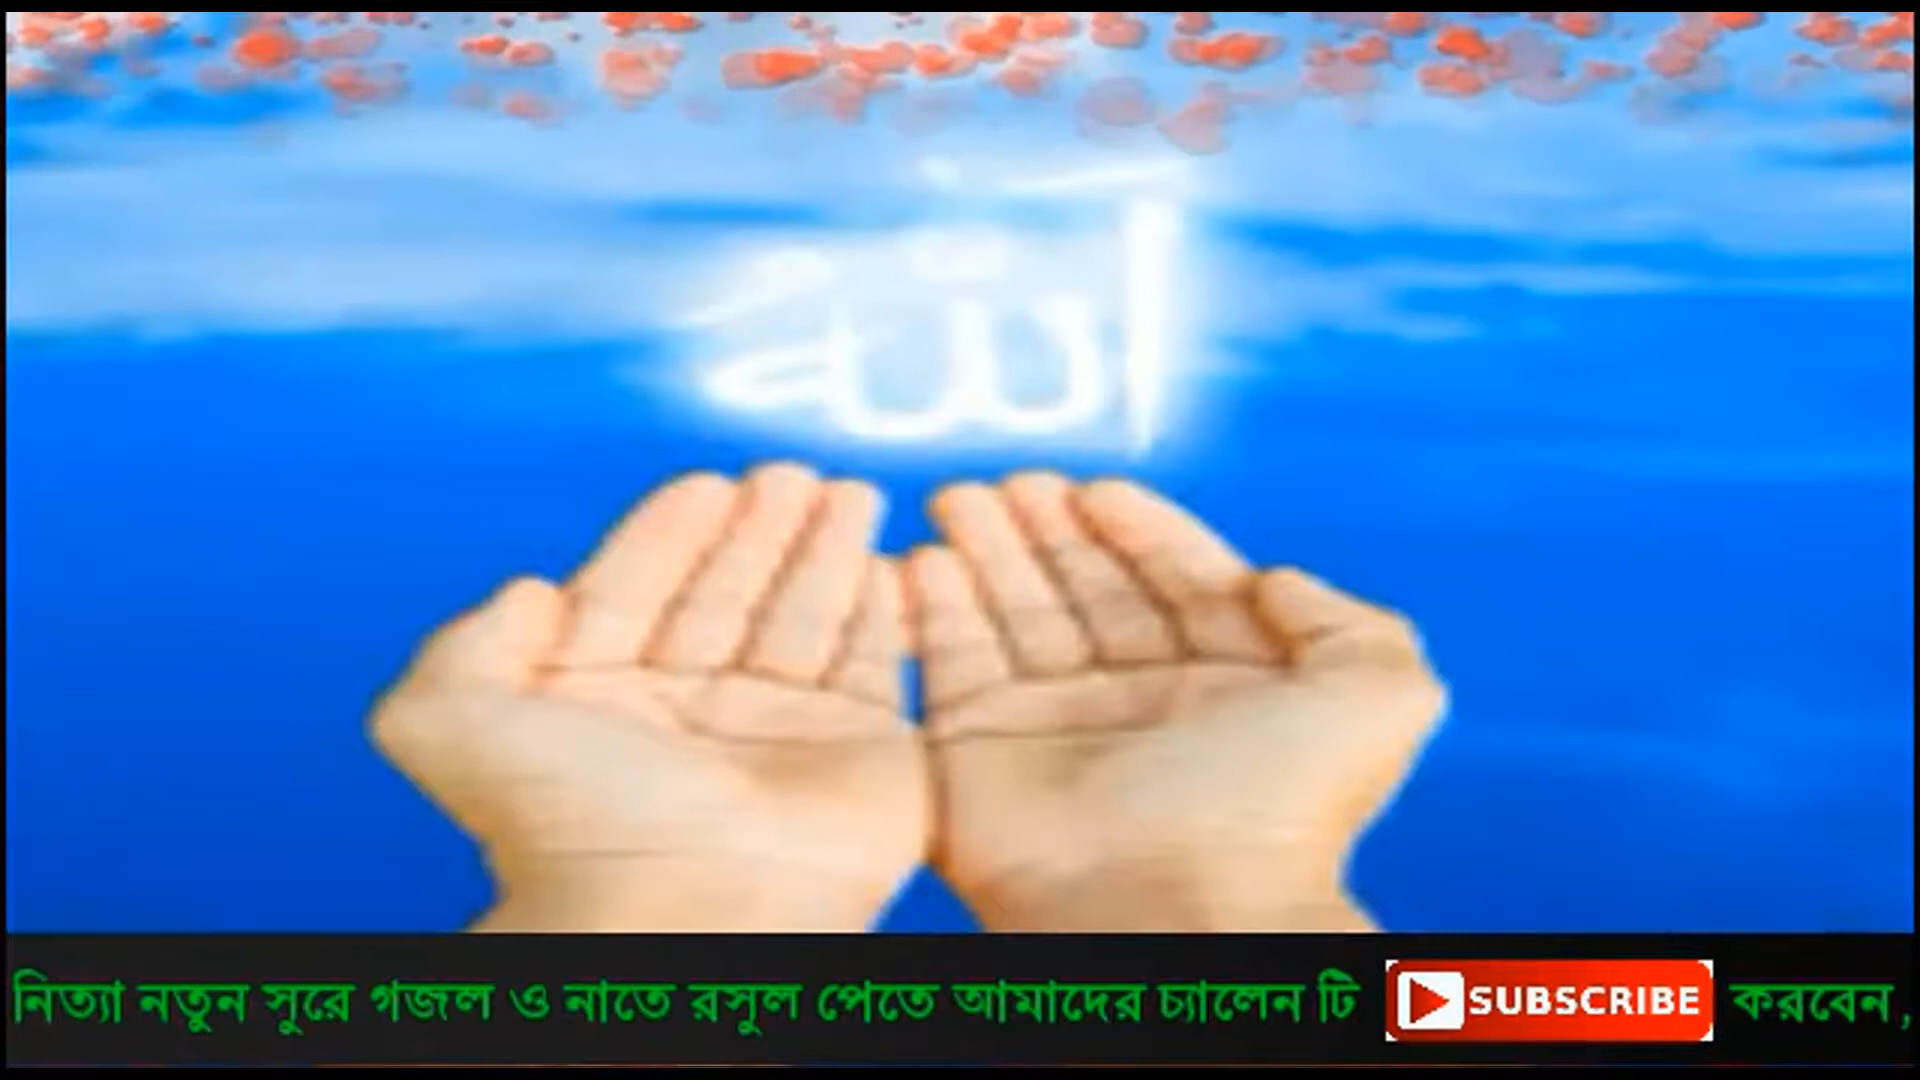 الله
নিত্যা নতুন সুরে গজল ও নাতে রসুল পেতে আমাদের চ্যালেন টি SUBSCRIBE করবেন,